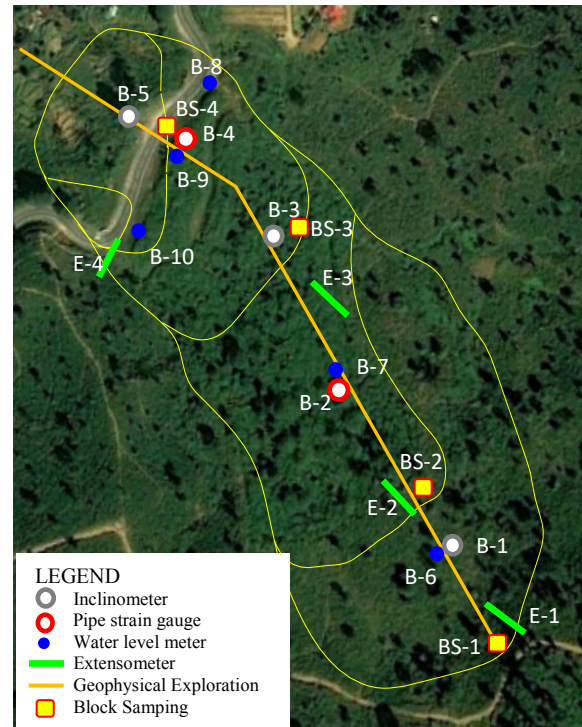 B-8
B-5
BS-4
B-4
B-9
B-3
BS-3
B-10
E-4
E-3
B-7
B-2
BS-2
E-2
B-1
B-6
E-1
BS-1
LEGEND
Inclinometer
Pipe strain gauge
Water level meter
Extensometer
Geophysical Exploration
Block Samping